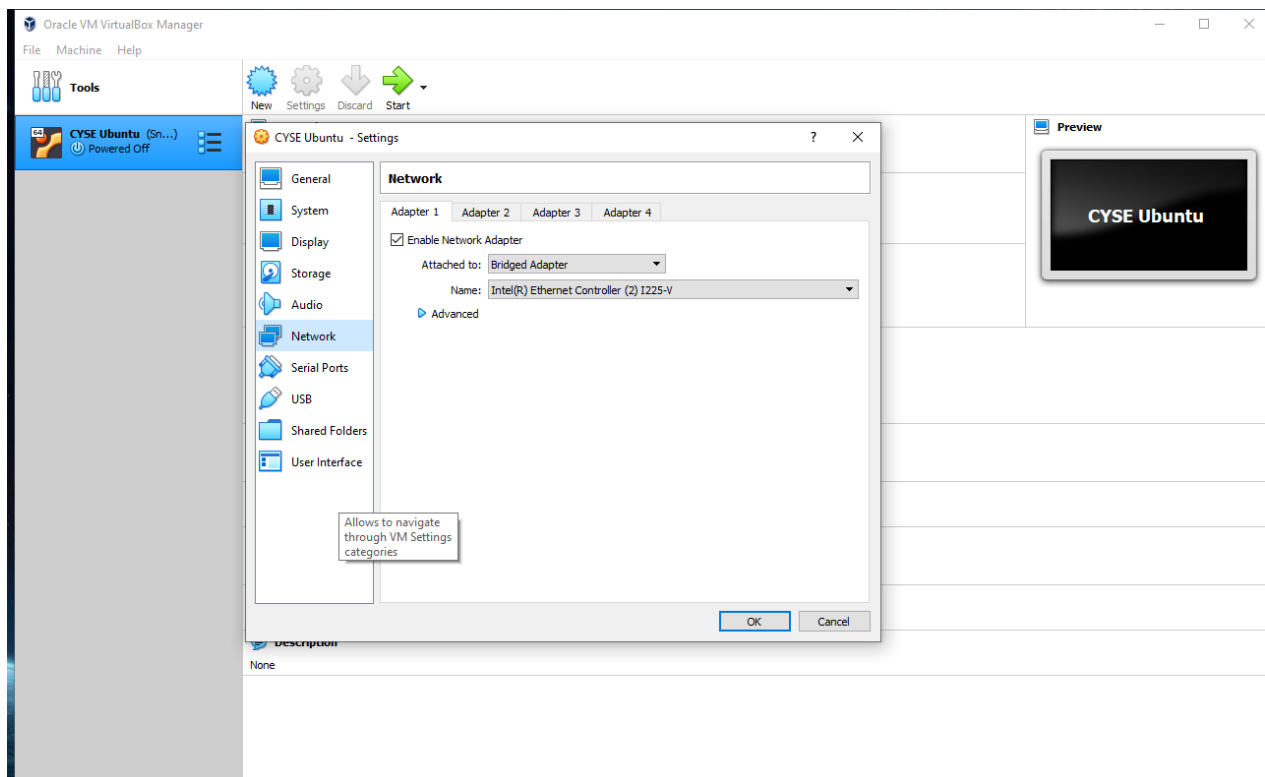 Oracle VM VirtualBox Manager
File Machine Help
Tools
New Settings Discard Start
64
CYSE Ubuntu (Sn...)
Powered Off
Preview
CYSE Ubuntu
CYSE Ubuntu - Settings
?
General
System
Display
Storage
Audio
Network
Serial Ports
USB
Shared Folders
User Interface
Network
Adapter 1 Adapter 2 Adapter 3 Adapter 4
Enable Network Adapter
Attached to: Bridged Adapter
Name: Intel(R) Ethernet Controller (2) I225-V
Advanced
Allows to navigate
through VM Settings
categories
OK Cancel
Description
None